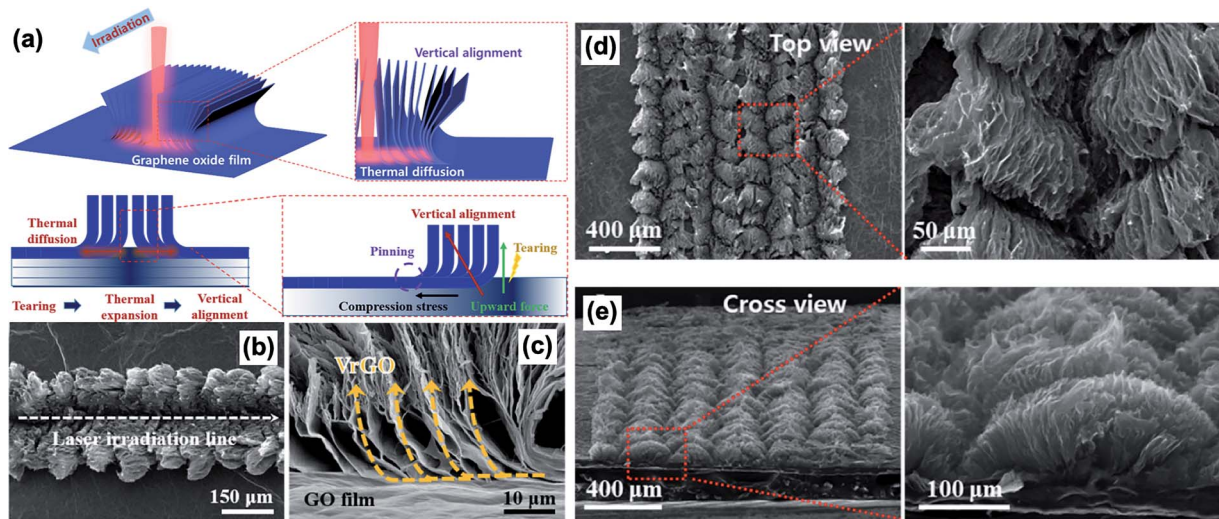 (a)
Irradiation
Graphene oxide film
Vertical alignment
Thermal diffusion
Thermal
diffusion
Tearing
Thermal
expansion
Vertical
alignment
Vertical alignment
Pinning
Tearing
Compression stress
Upward force
(b)
Laser irradiation line
150 µm
(c)
VrGO
GO film
10 µm
(d)
Top view
400 µm
50 µm
(e)
Cross view
400 µm
100 µm